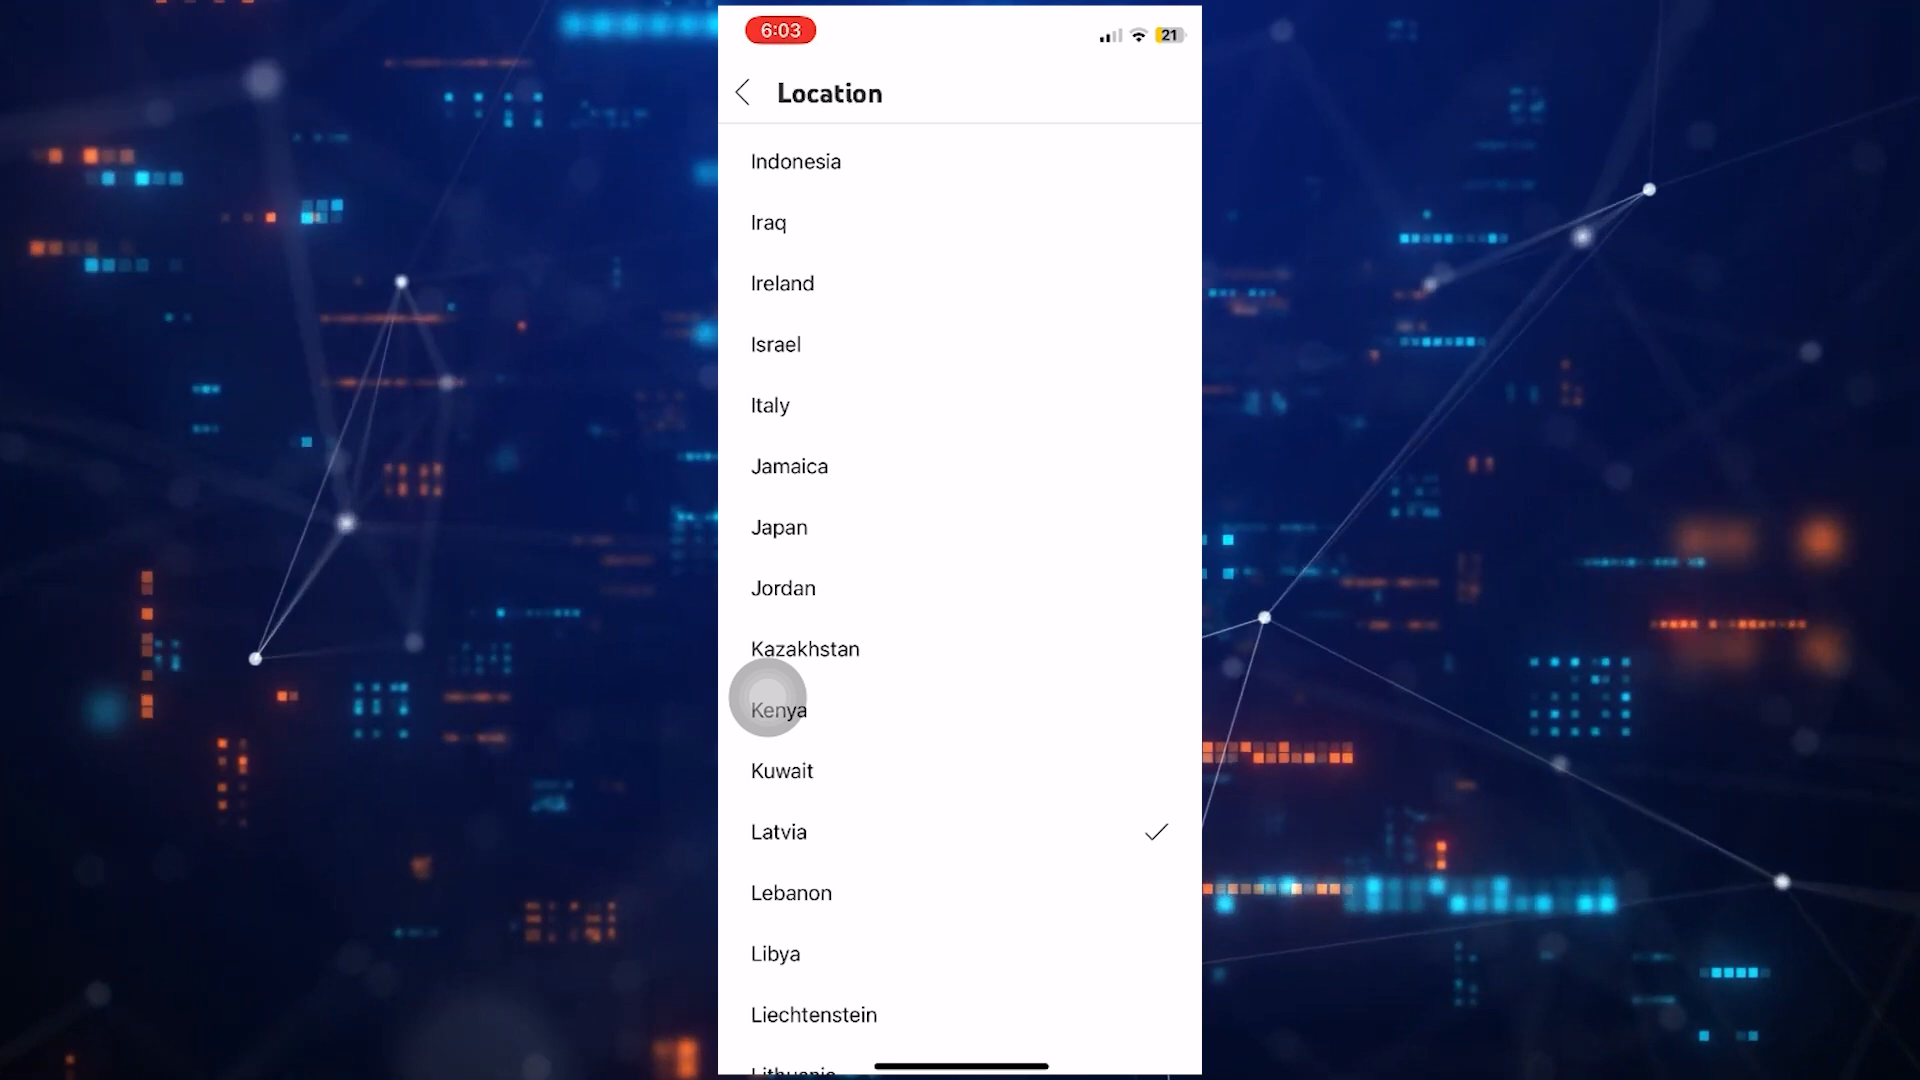 6:03
21
Location
Indonesia
Iraq
Ireland
Israel
Italy
Jamaica
Japan
Jordan
Kazakhstan
Kenya
Kuwait
Latvia
Lebanon
Libya
Liechtenstein
Lithuania